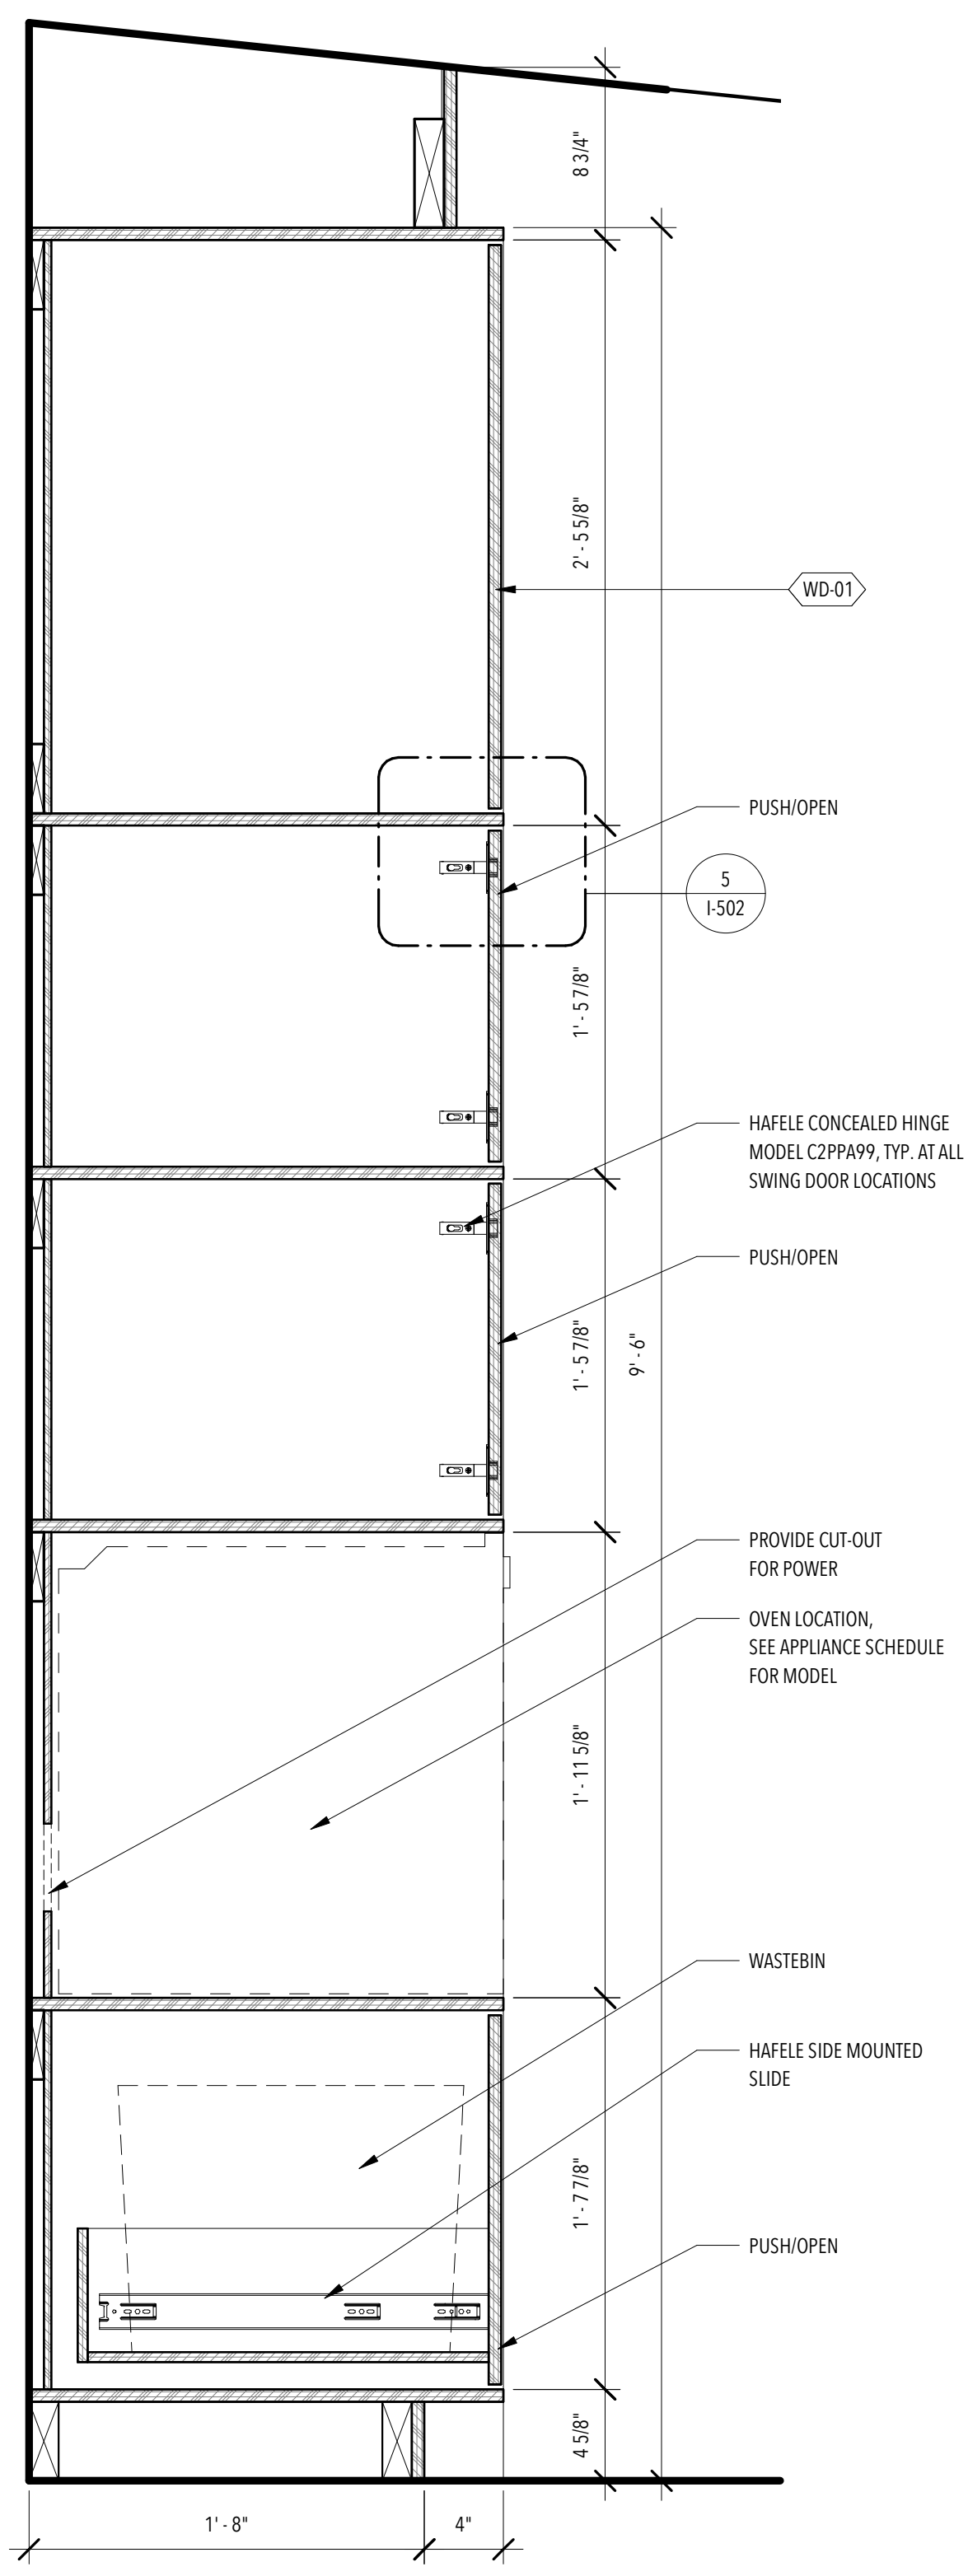 8 3/4"
2' - 5 5/8"
WD-01
PUSH/OPEN
5
I-502
1' - 5 7/8"
HAFELE CONCEALED HINGE
MODEL C2PPA99, TYP. AT ALL
SWING DOOR LOCATIONS
PUSH/OPEN
1' - 5 7/8"
9' - 6"
PROVIDE CUT-OUT
FOR POWER
OVEN LOCATION,
SEE APPLIANCE SCHEDULE
FOR MODEL
1' - 11 5/8"
WASTEBIN
HAFELE SIDE MOUNTED
SLIDE
1' - 7 7/8"
PUSH/OPEN
4 5/8"
1' - 8"
4"